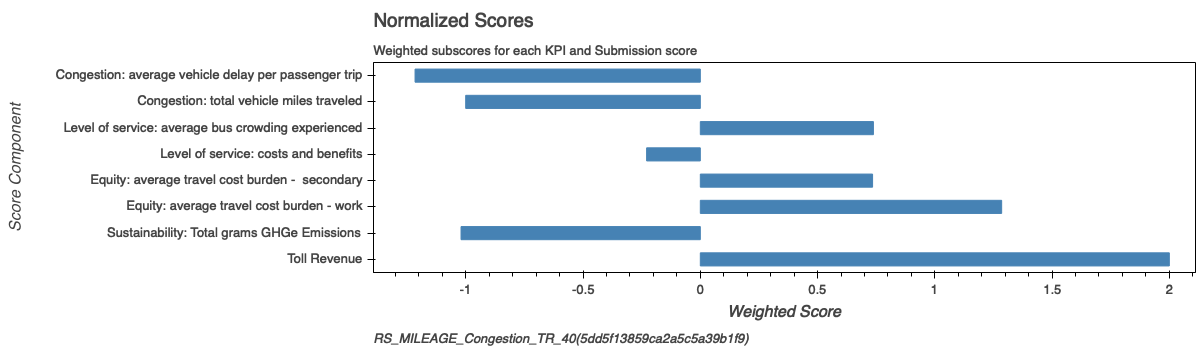 Normalized Scores
Weighted subscores for each KPI and Submission score
Score Component
Congestion: average vehicle delay per passenger trip
Congestion: total vehicle miles traveled
Level of service: average bus crowding experienced
Level of service: costs and benefits
Equity: average travel cost burden -  secondary
Equity: average travel cost burden - work
Sustainability: Total grams GHGe Emissions
Toll Revenue
-1 -0.5 0 0.5 1 1.5 2
Weighted Score
RS_MILEAGE_Congestion_TR_40(5dd5f13859ca2a5c5a39b1f9)